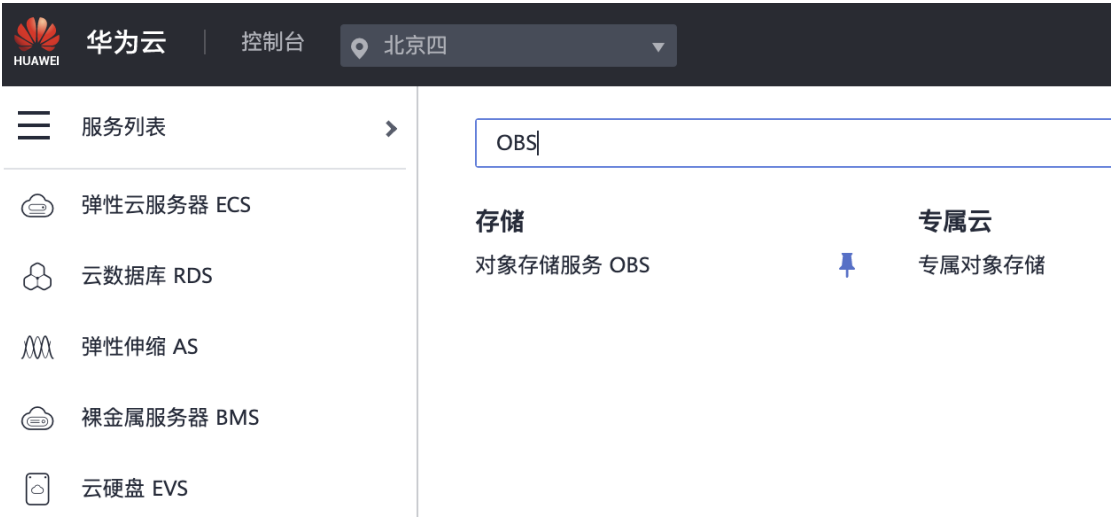 HUAWEI
华为云
控制台
北京四
服务列表
OBS
弹性云服务器 ECS
云数据库 RDS
弹性伸缩 AS
裸金属服务器 BMS
云硬盘 EVS
存储
对象存储服务 OBS
专属云
专属对象存储